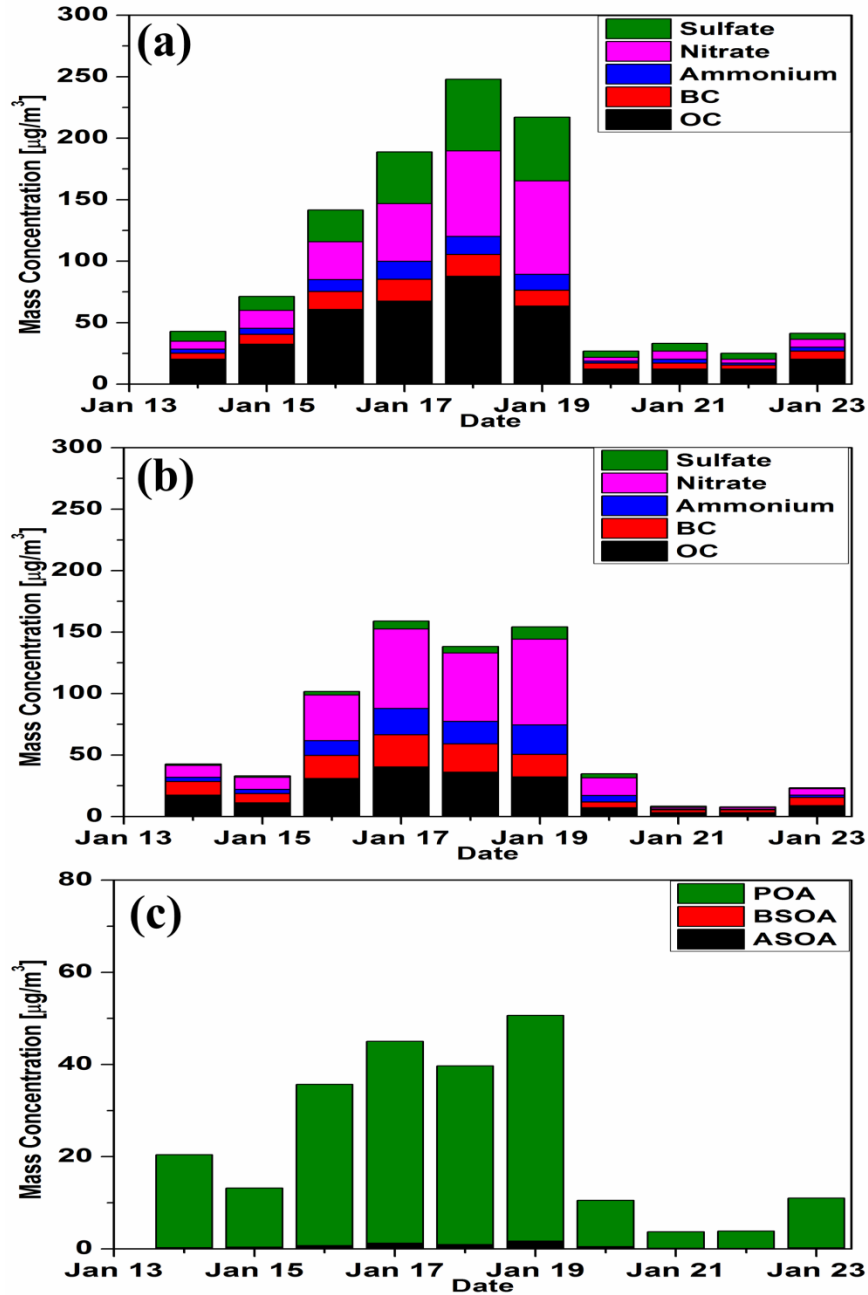 (a)
Sulfate
Nitrate
Ammonium
BC
OC
Mass Concentration [μg/m³]
300
250
200
150
100
50
0
Jan 13 Jan 15 Jan 17 Jan 19 Jan 21 Jan 23
Date
(b)
Sulfate
Nitrate
Ammonium
BC
OC
Mass Concentration [μg/m³]
300
250
200
150
100
50
0
Jan 13 Jan 15 Jan 17 Jan 19 Jan 21 Jan 23
Date
(c)
POA
BSOA
ASOA
Mass Concentration [μg/m³]
80
60
40
20
0
Jan 13 Jan 15 Jan 17 Jan 19 Jan 21 Jan 23
Date